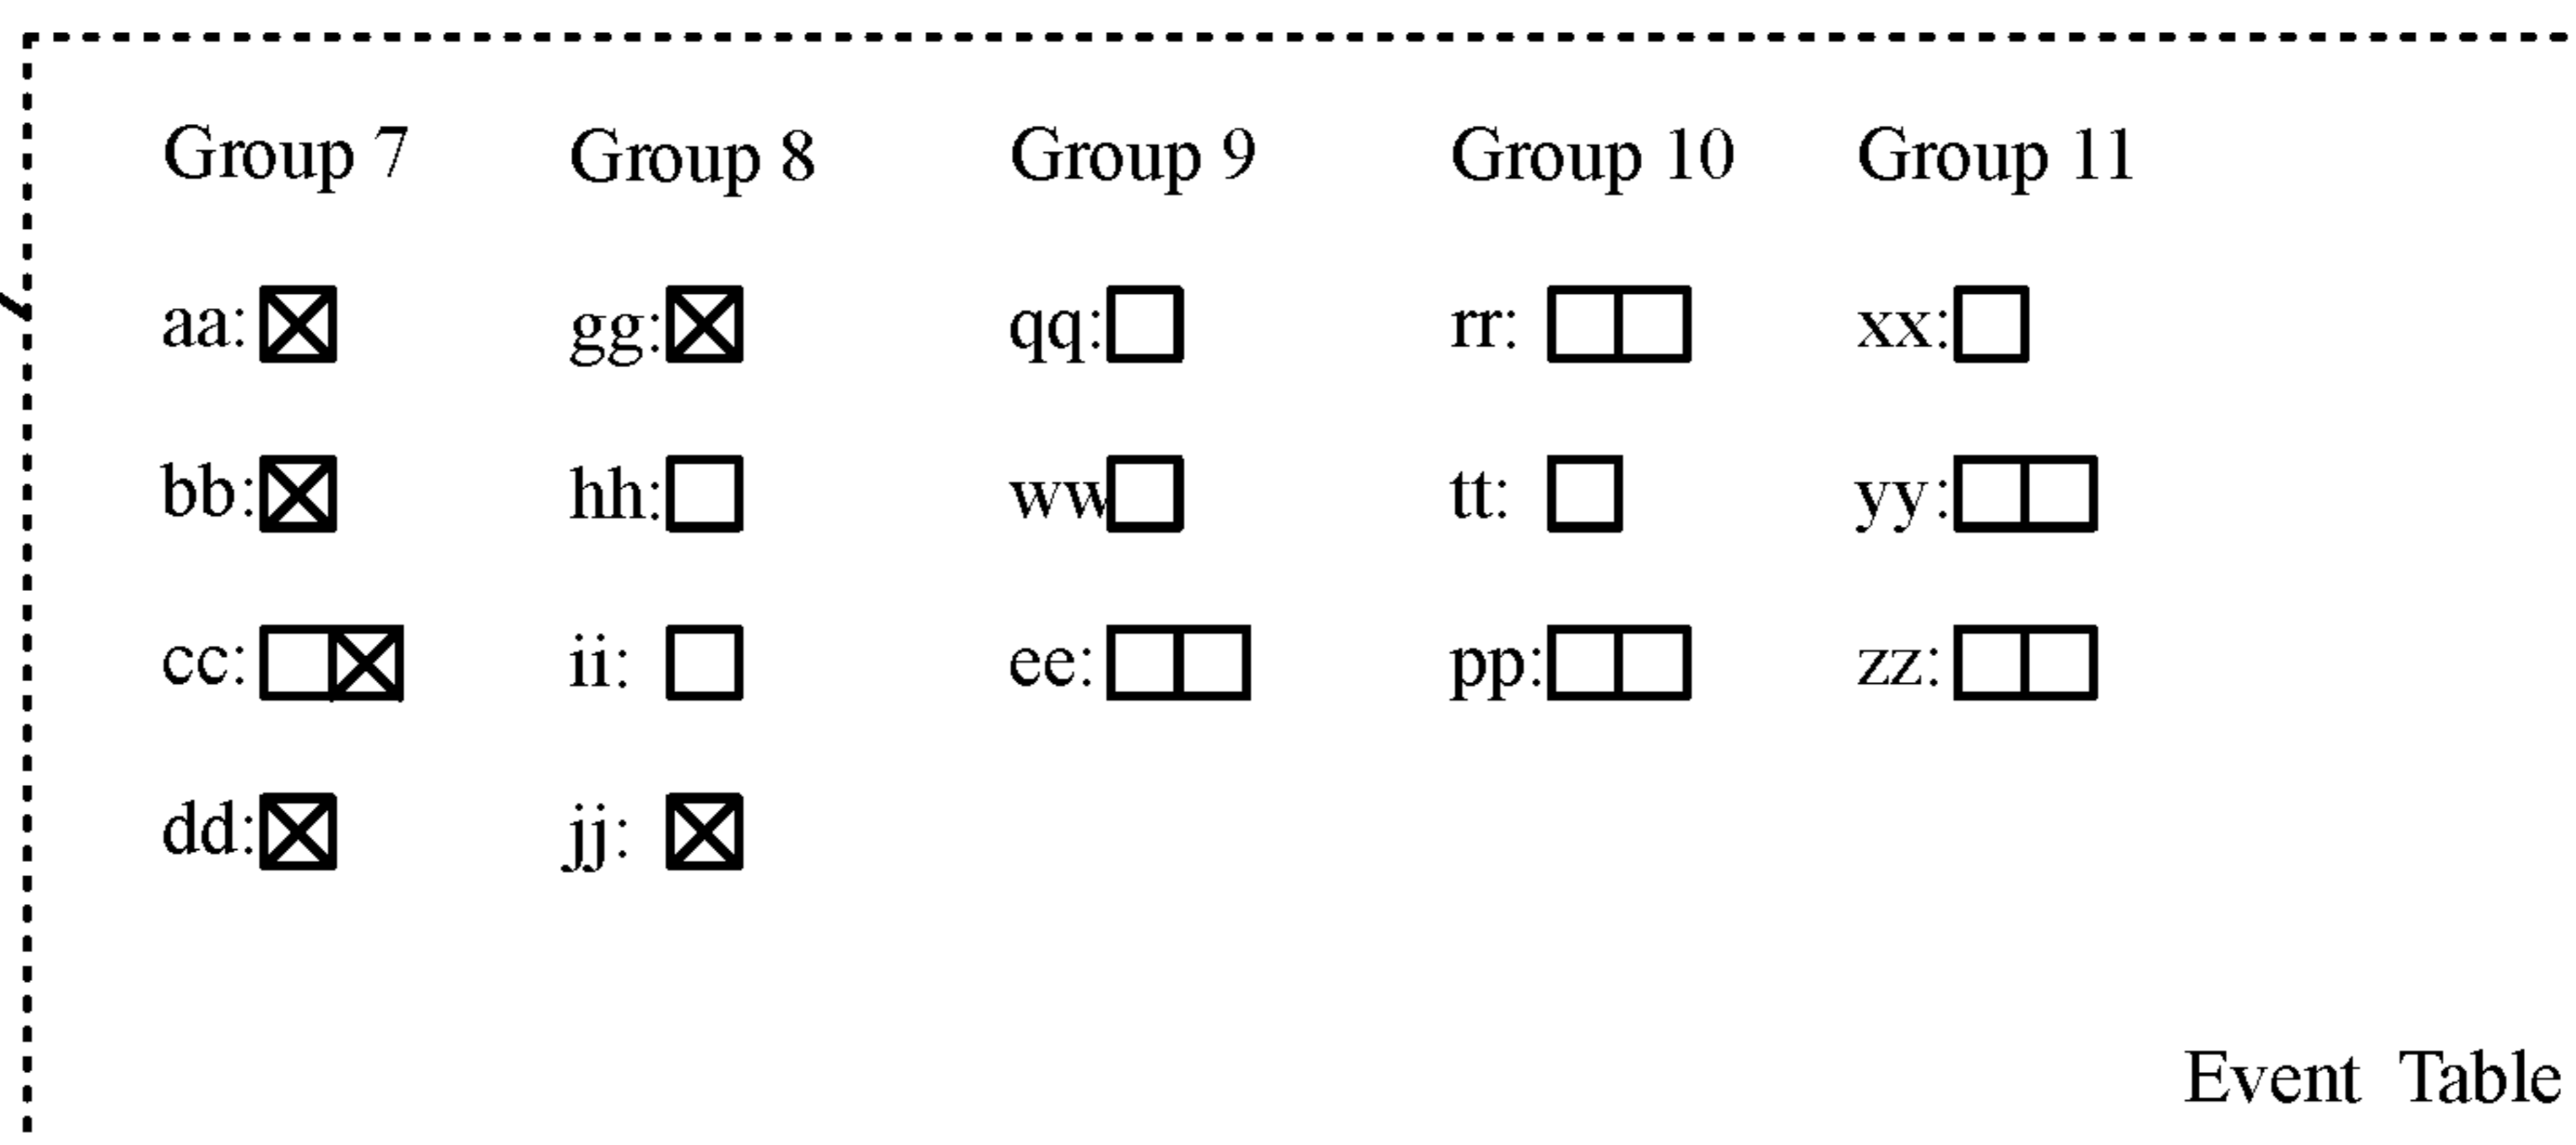 Group 7 Group 8 Group 9 Group 10 Group 11
aa: gg: qq: rr: xx:
bb: hh: ww tt: yy:
cc: ii: ee: pp: zz:
dd: jj:
Event Table